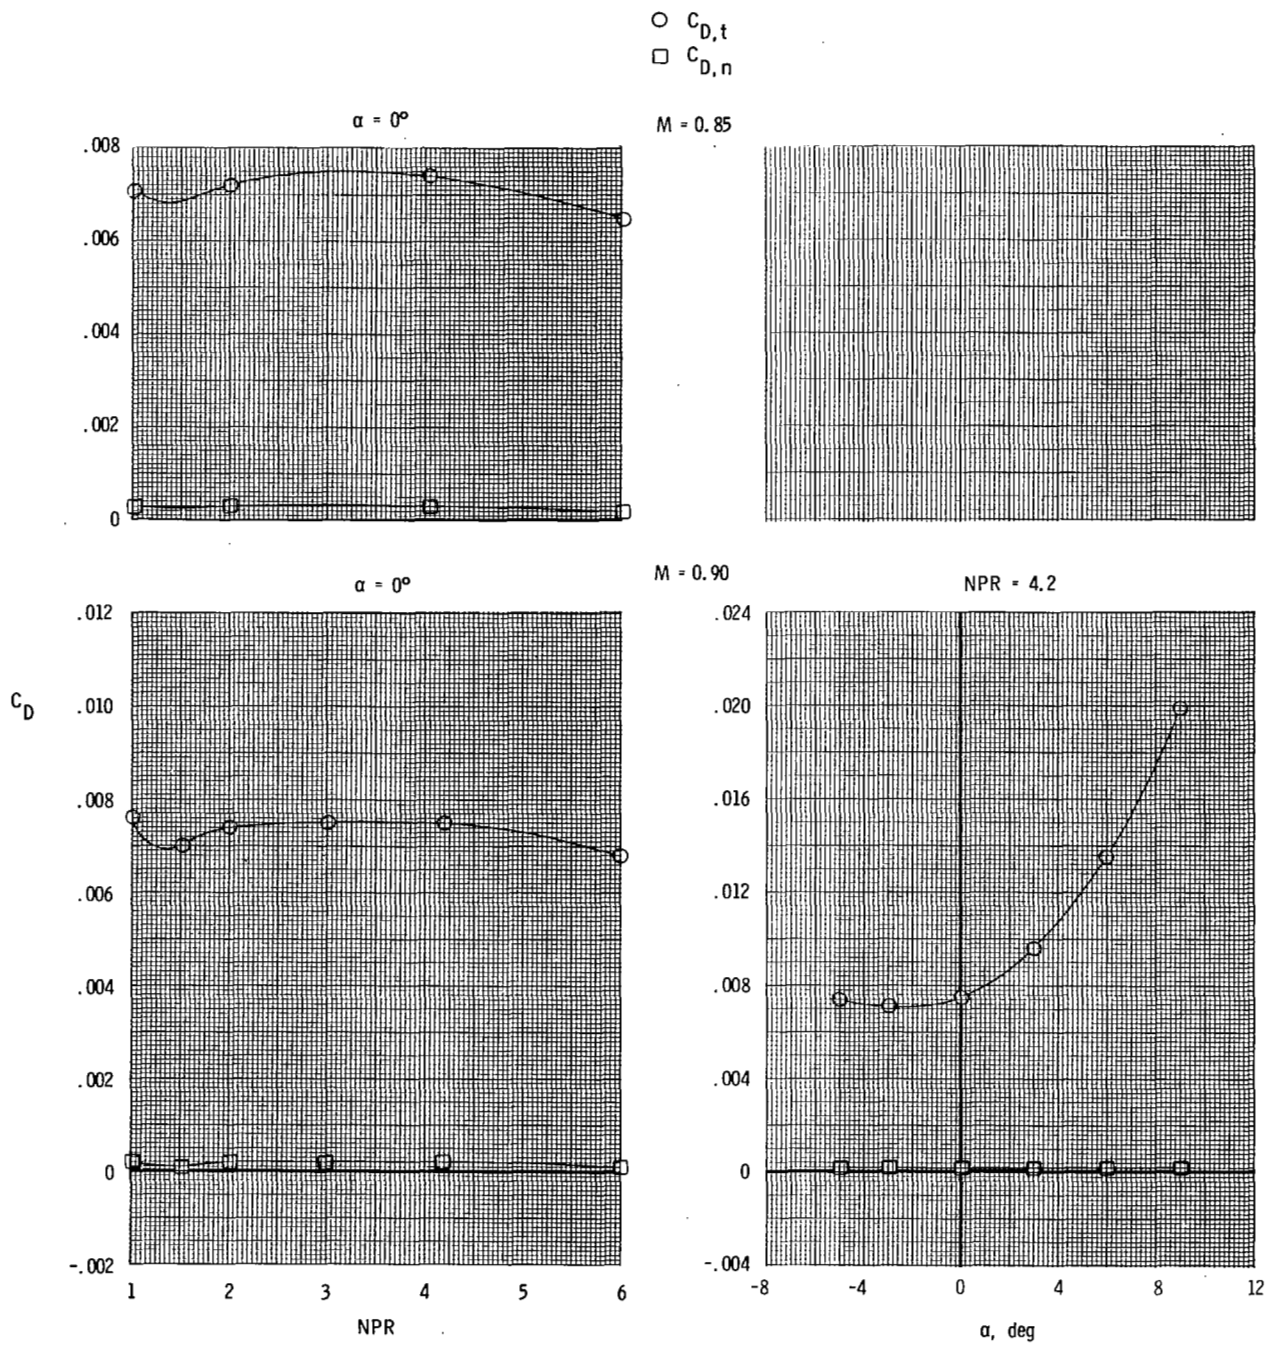 ○ C_D,t
□ C_D,n
α = 0°
M = 0.85
.008
.006
.004
.002
0
α = 0°
M = 0.90
NPR = 4.2
C_D
.012
.010
.008
.006
.004
.002
0
-.002
1 2 3 4 5 6
NPR
.024
.020
.016
.012
.008
.004
0
-.004
-8 -4 0 4 8 12
α, deg